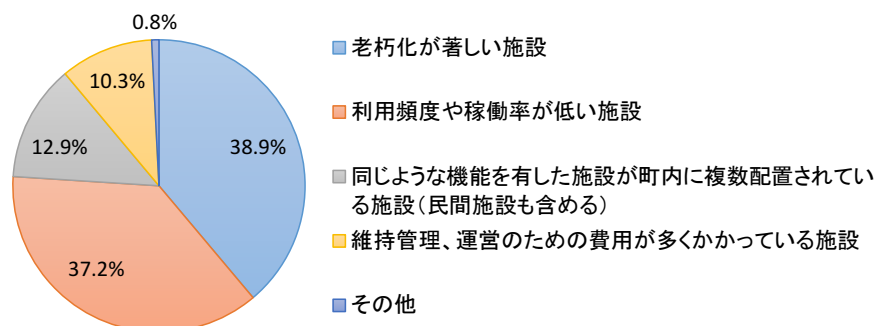 0.8%
10.3%
12.9%
38.9%
37.2%
老朽化が著しい施設
利用頻度や稼働率が低い施設
同じような機能を有した施設が町内に複数配置されてい
る施設（民間施設も含める）
維持管理、運営のための費用が多くかかっている施設
その他